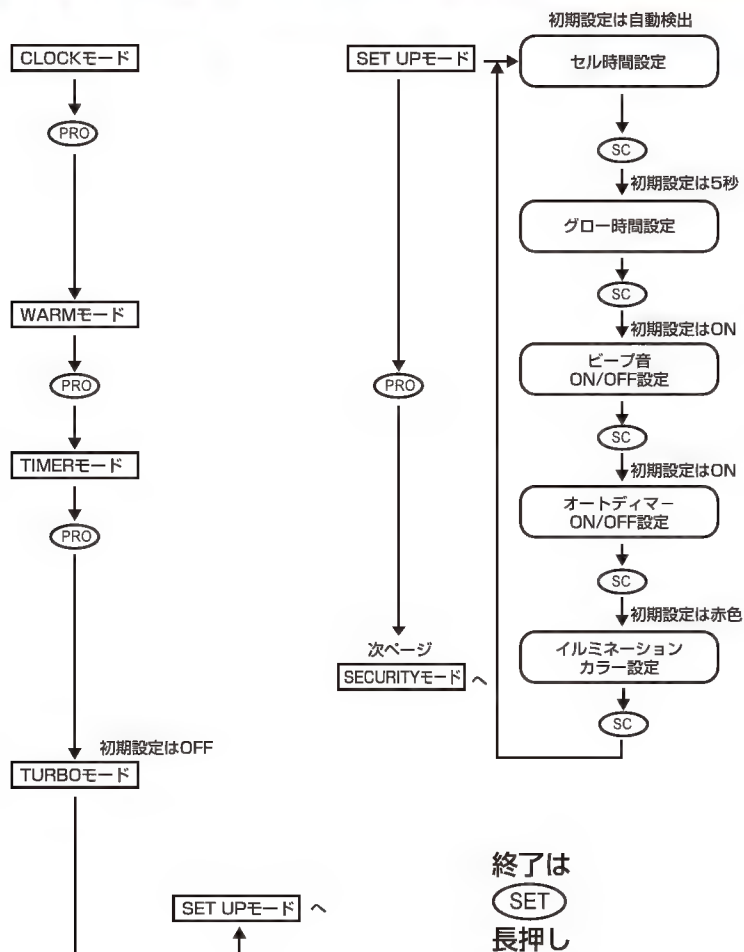 CLOCKモード
PRO
WARMモード
PRO
TIMERモード
PRO
初期設定はOFF
TURBOモード
SET UPモード へ
SET UPモード
PRO
次ページ
SECURITYモード へ
初期設定は自動検出
セル時間設定
SC
初期設定は5秒
グロー時間設定
SC
初期設定はON
ビープ音
ON/OFF設定
SC
初期設定はON
オートディマー
ON/OFF設定
SC
初期設定は赤色
イルミネーション
カラー設定
SC
終了は
SET
長押し